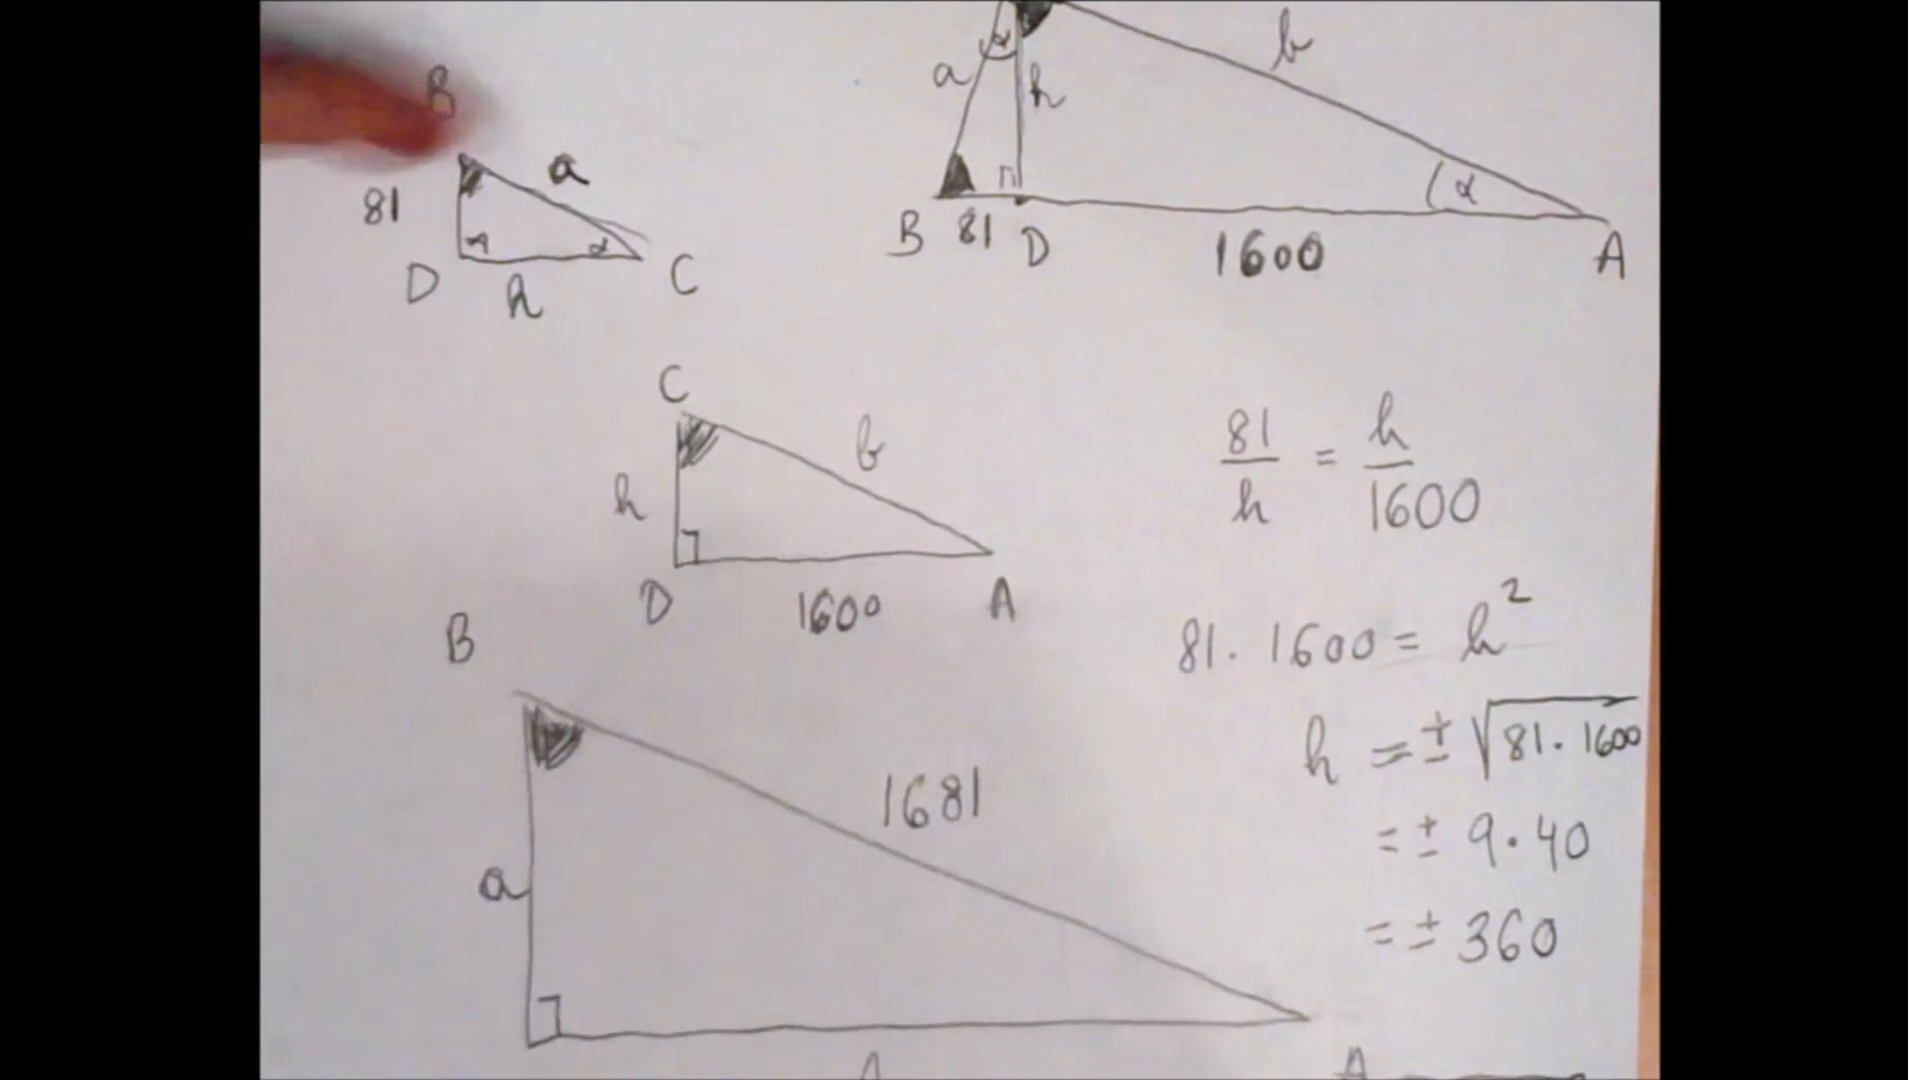 B
81
a
D
h
C
α
a
α
h
b
α
B 81 D
1600
A
C
h
b
D
1600
A
81/h = h/1600
81 · 1600 = h²
h = ± √81 · 1600
= ± 9 · 40
= ± 360
B
a
1681